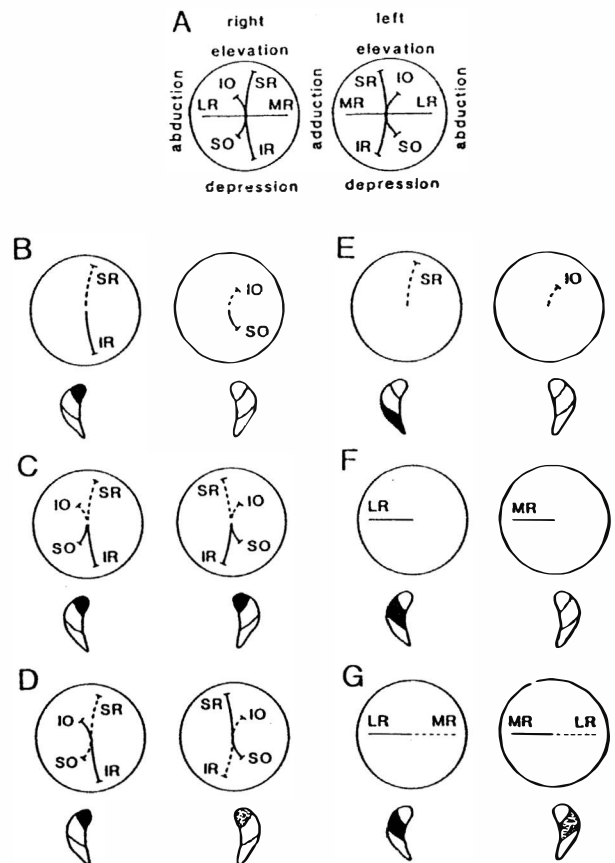 A right left
elevation elevation
IO SR SR IO
abduction LR MR adduction MR LR abduction
SO IR IR SO
depression depression
B SR IO
IR SO
E SR IO
C SR SR
IO IO
SO IR IR SO
F LR MR
D IO SR SR IO
SO IR IR SO
G LR MR MR LR